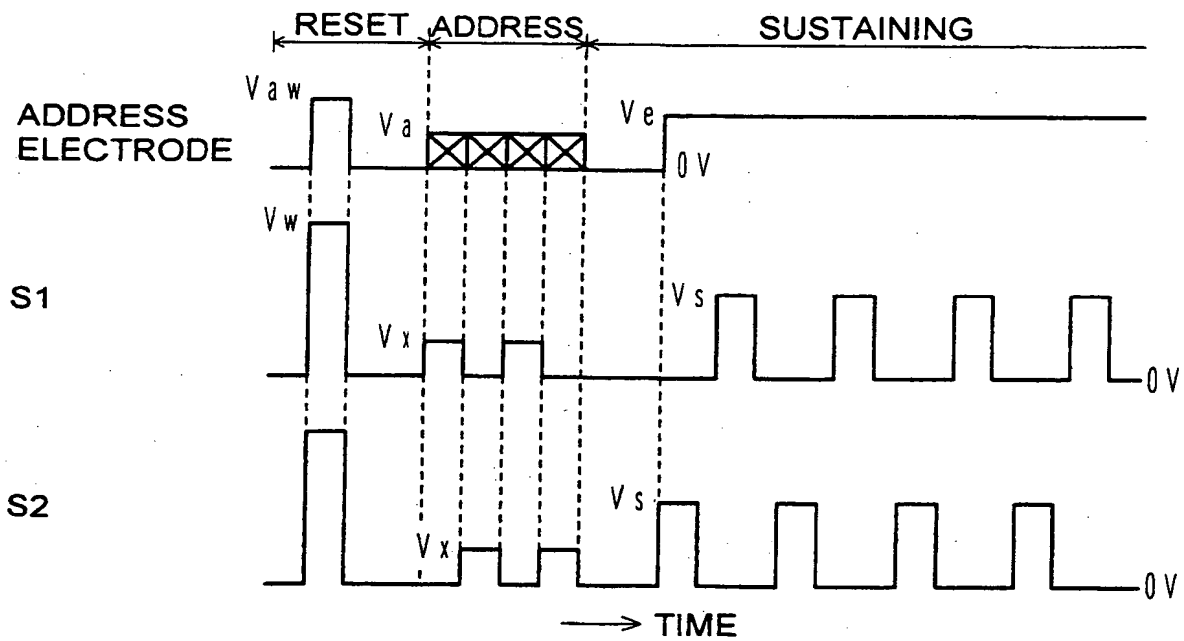 RESET ADDRESS SUSTAINING
Vaw
ADDRESS
ELECTRODE
Va
Ve
0V
Vw
S1
Vs
Vx
0V
S2
Vs
Vx
0V
TIME